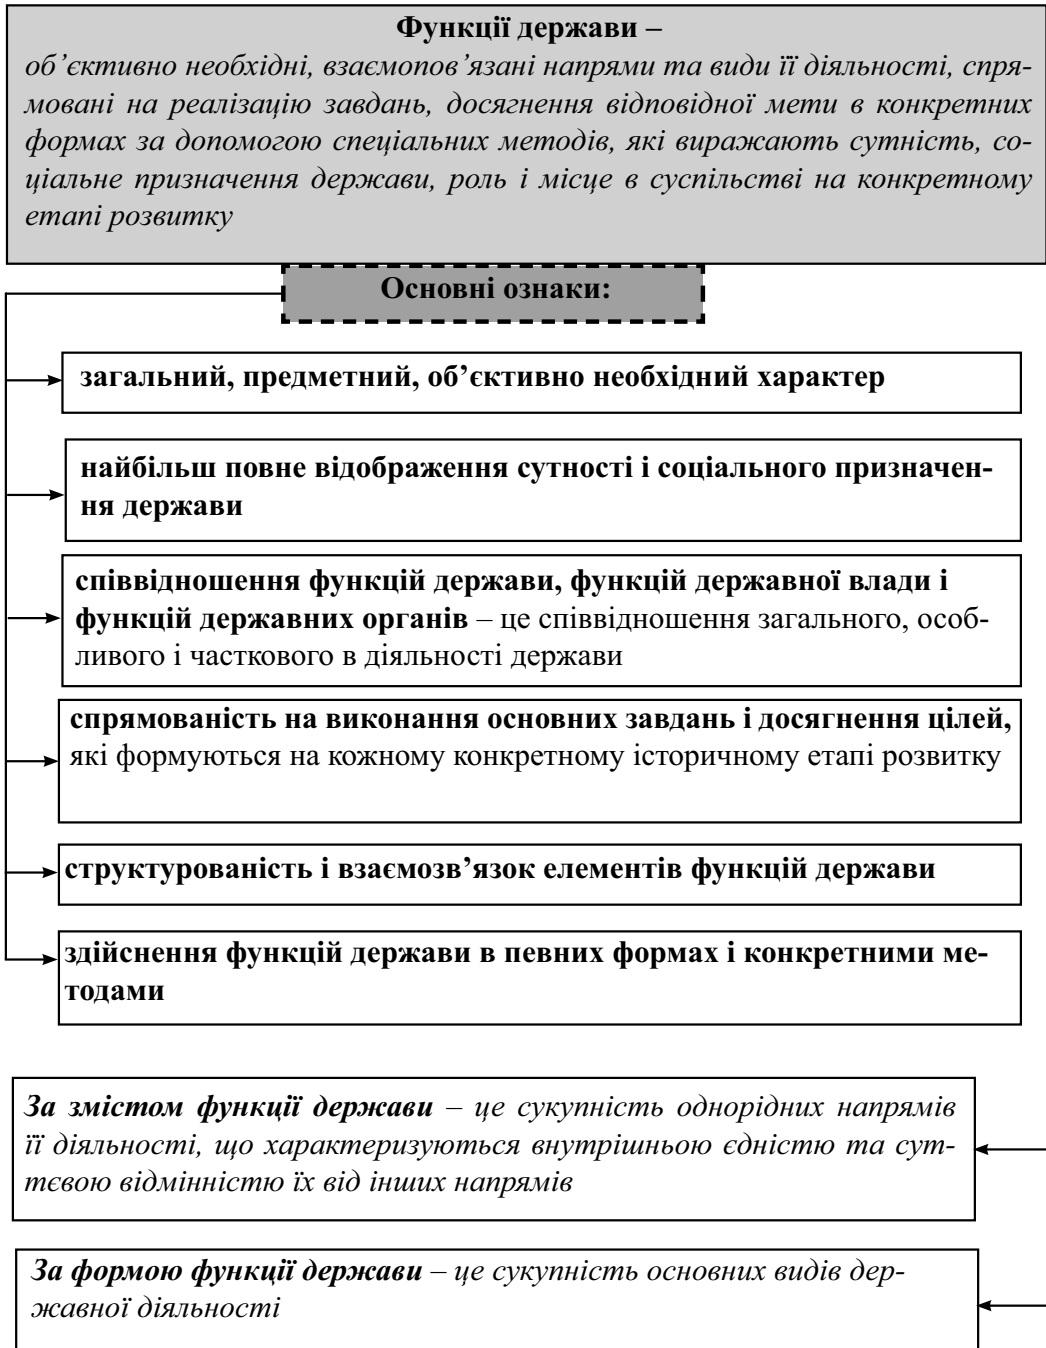 Функції держави –
об’єктивно необхідні, взаємопов’язані напрями та види її діяльності, спря-
мовані на реалізацію завдань, досягнення відповідної мети в конкретних
формах за допомогою спеціальних методів, які виражають сутність, со-
ціальне призначення держави, роль і місце в суспільстві на конкретному
етапі розвитку
Основні ознаки:
загальний, предметний, об’єктивно необхідний характер
найбільш повне відображення сутності і соціального призначен-
ня держави
співвідношення функцій держави, функцій державної влади і
функцій державних органів – це співвідношення загального, особ-
ливого і часткового в діяльності держави
спрямованість на виконання основних завдань і досягнення цілей,
які формуються на кожному конкретному історичному етапі розвитку
структурованість і взаємозв’язок елементів функцій держави
здійснення функцій держави в певних формах і конкретними ме-
тодами
За змістом функції держави – це сукупність однорідних напрямів
її діяльності, що характеризуються внутрішньою єдністю та сут-
тєвою відмінністю їх від інших напрямів
За формою функції держави – це сукупність основних видів дер-
жавної діяльності